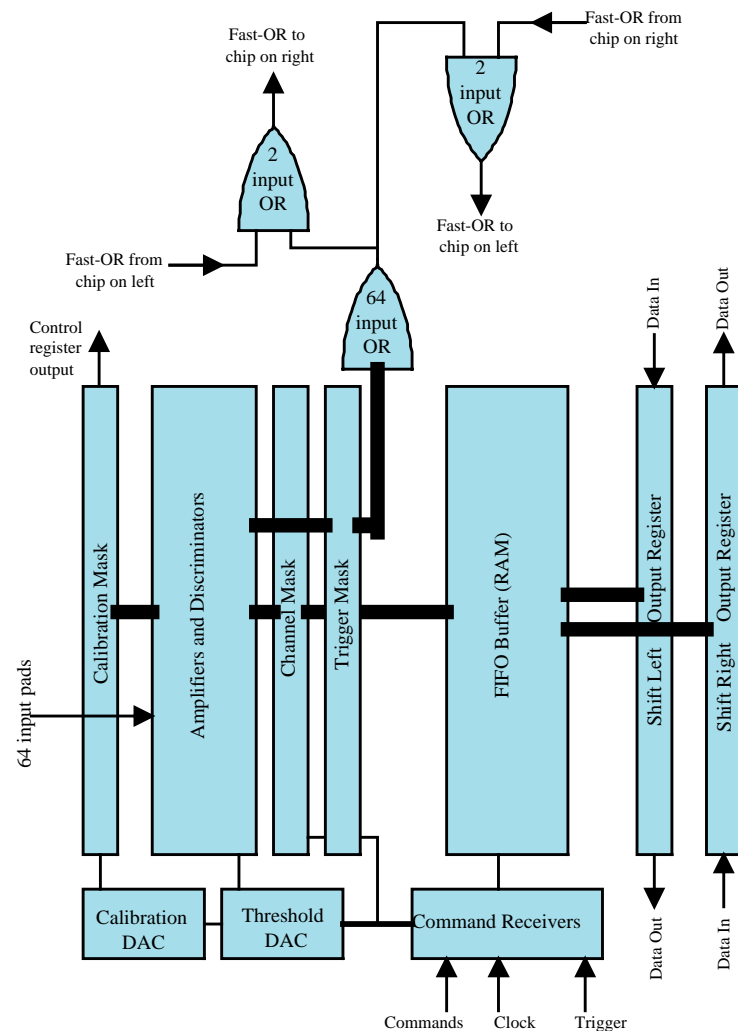 Fast-OR to
chip on right
Fast-OR from
chip on right
2
input
OR
2
input
OR
Fast-OR from
chip on left
Fast-OR to
chip on left
64
input
OR
Control
register
output
Data In
Data Out
Calibration Mask
Amplifiers and Discriminators
Channel Mask
Trigger Mask
FIFO Buffer (RAM)
Shift Left Output Register
Shift Right Output Register
64 input pads
Calibration
DAC
Threshold
DAC
Command Receivers
Data Out
Data In
Commands
Clock
Trigger